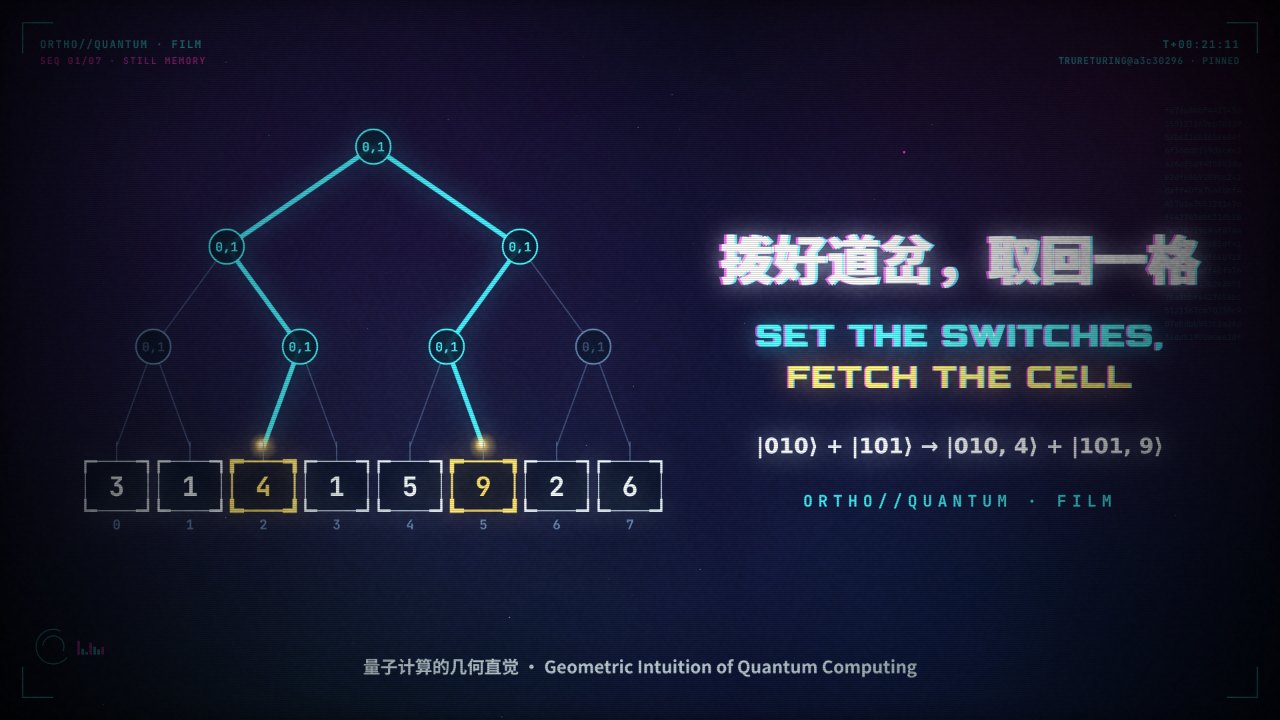 ORTHO//QUANTUM · FILM
SEQ 01/07 · STILL MEMORY
T+00:21:11
TRURETURING@a3c30296 · PINNED
0,1
0,1 0,1
0,1 0,1 0,1 0,1
3 1 4 1 5 9 2 6
0 1 2 3 4 5 6 7
拨好道岔，取回一格
SET THE SWITCHES,
FETCH THE CELL
|010⟩ + |101⟩ → |010, 4⟩ + |101, 9⟩
ORTHO//QUANTUM · FILM
量子计算的几何直觉 • Geometric Intuition of Quantum Computing